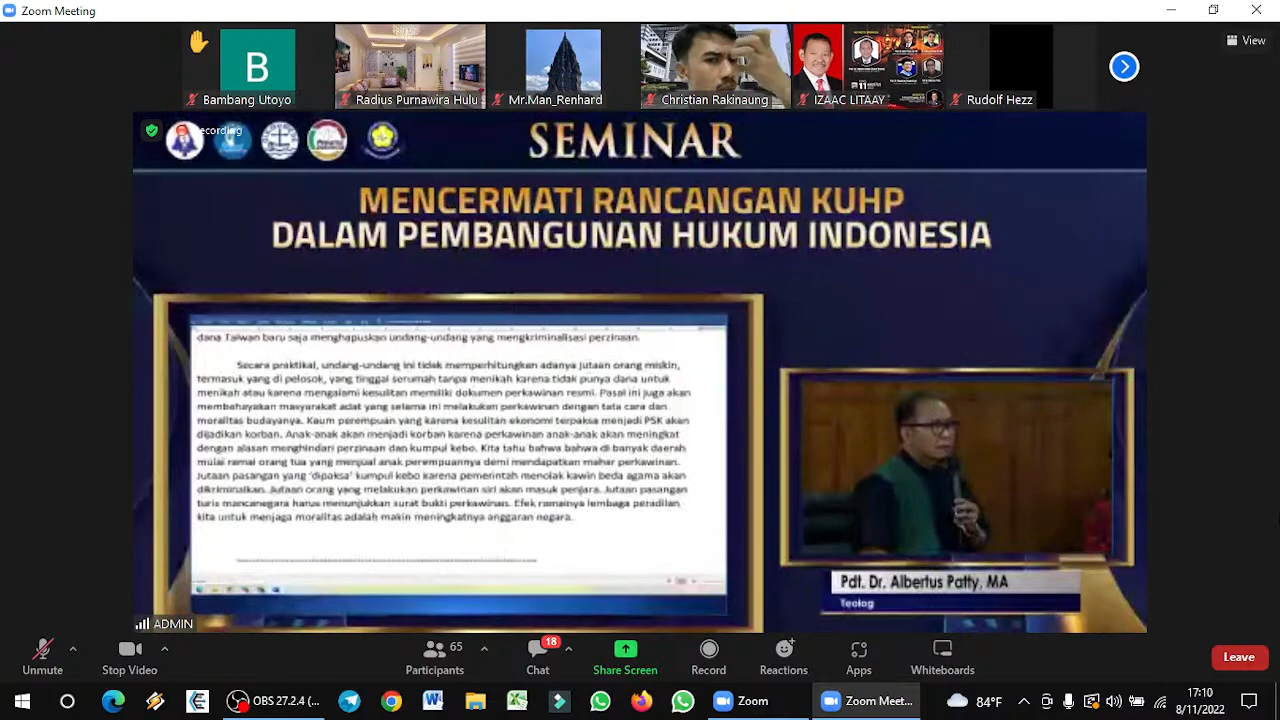 Zoom Meeting
View
B
Bambang Utoyo
Radius Purnawira Hulu
Mr.Man_Renhard
Christian Rakinaung
IZAAC LITAAY
Rudolf Hezz
Recording
SEMINAR
MENCERMATI RANCANGAN KUHP
DALAM PEMBANGUNAN HUKUM INDONESIA
dana Taiwan baru saja menghapuskan undang-undang yang mengkriminalisasi perzinaan.
Secara praktikal, undang-undang ini tidak memperhitungkan adanya jutaan orang miskin,
termasuk yang di pelosok, yang tinggal serumah tanpa menikah karena tidak punya dana untuk
menikah atau karena mengalami kesulitan memiliki dokumen perkawinan resmi. Pasal ini juga akan
membahayakan masyarakat adat yang selama ini melakukan perkawinan dengan tata cara dan
moralitas budayanya. Kaum perempuan yang karena kesulitan ekonomi terpaksa menjadi PSK akan
dijadikan korban. Anak-anak akan menjadi korban karena perkawinan anak-anak akan meningkat
dengan alasan menghindari perzinaan dan kumpul kebo. Kita tahu bahwa bahwa di banyak daerah
mulai ramai orang tua yang menjual anak perempuannya demi mendapatkan mahar perkawinan.
Jutaan pasangan yang 'dipaksa' kumpul kebo karena pemerintah menolak kawin beda agama akan
dikriminalkan. Jutaan orang yang melakukan perkawinan siri akan masuk penjara. Jutaan pasangan
turis mancanegara harus menunjukkan surat bukti perkawinan. Efek ramainya lembaga peradilan
kita untuk menjaga moralitas adalah makin meningkatnya anggaran negara.
Pdt. Dr. Albertus Patty, MA
Teolog
ADMIN
Unmute
Stop Video
65
Participants
18
Chat
Share Screen
Record
Reactions
Apps
Whiteboards
Leave
OBS 27.2.4 (...
Zoom
Zoom Meet...
84°F
17:10
8/11/2022